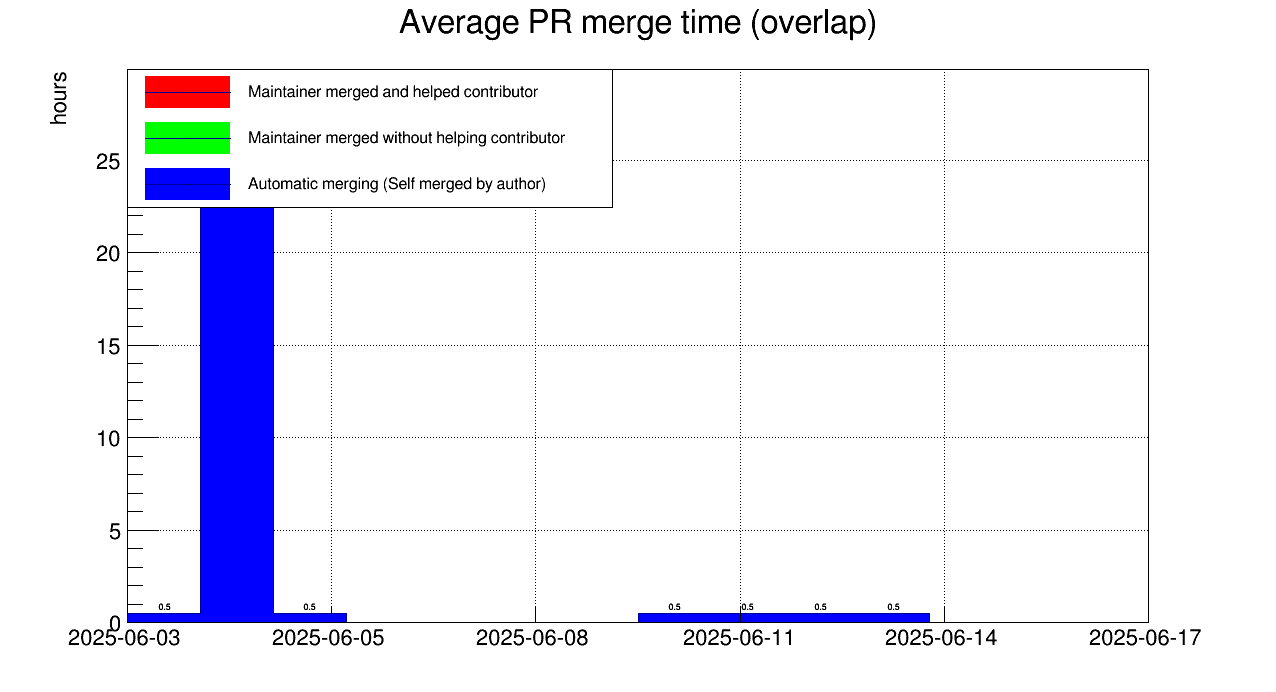 Average PR merge time (overlap)
hours
Maintainer merged and helped contributor
Maintainer merged without helping contributor
Automatic merging (Self merged by author)
25
20
15
10
5
0
0.5 0.5 0.5 0.5 0.5 0.5
2025-06-03 2025-06-05 2025-06-08 2025-06-11 2025-06-14 2025-06-17